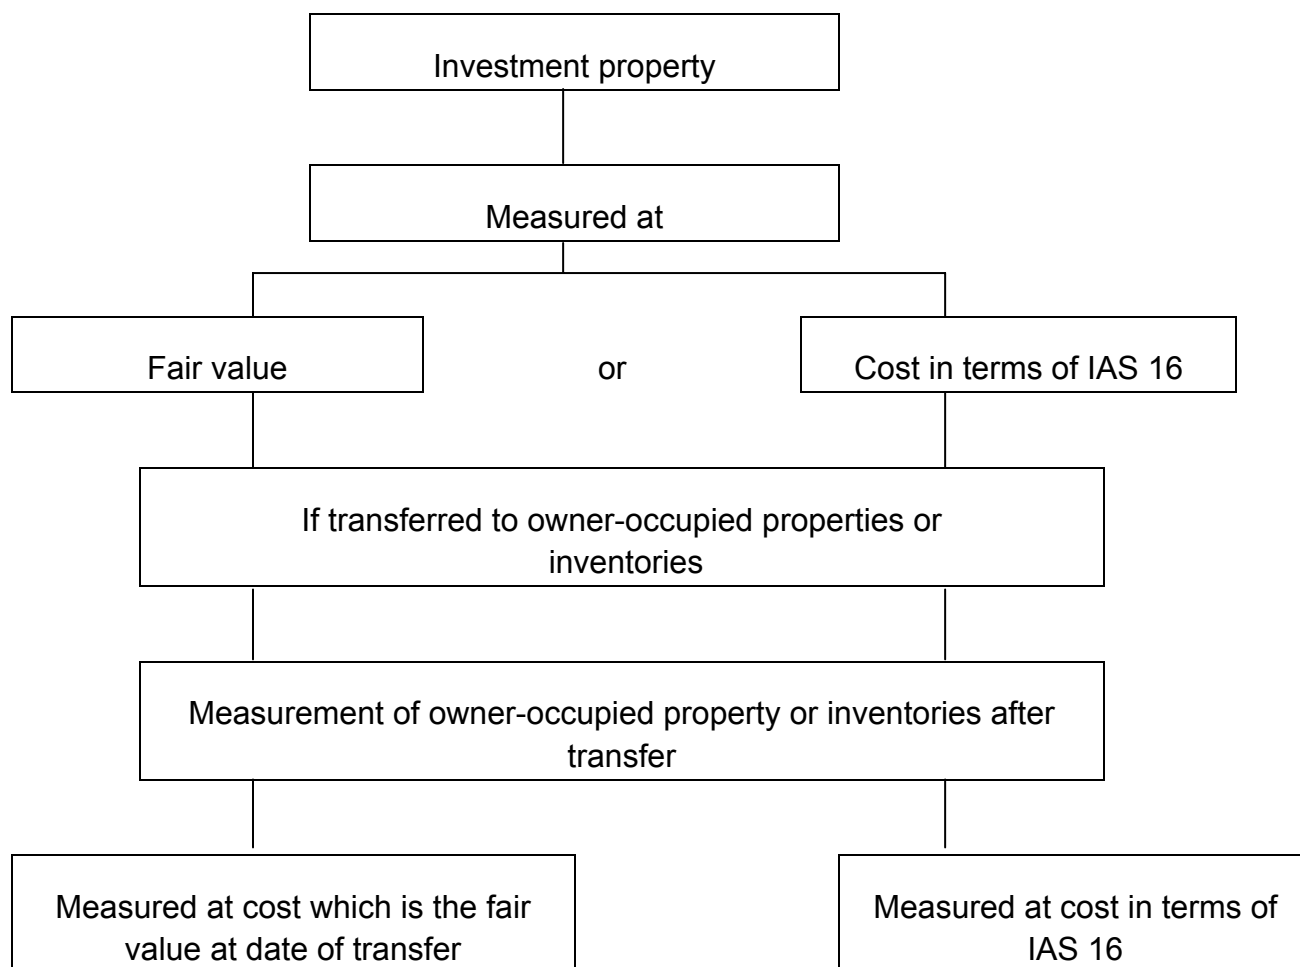 Investment property
Measured at
Fair value
or
Cost in terms of IAS 16
If transferred to owner-occupied properties or
inventories
Measurement of owner-occupied property or inventories after
transfer
Measured at cost which is the fair
value at date of transfer
Measured at cost in terms of
IAS 16